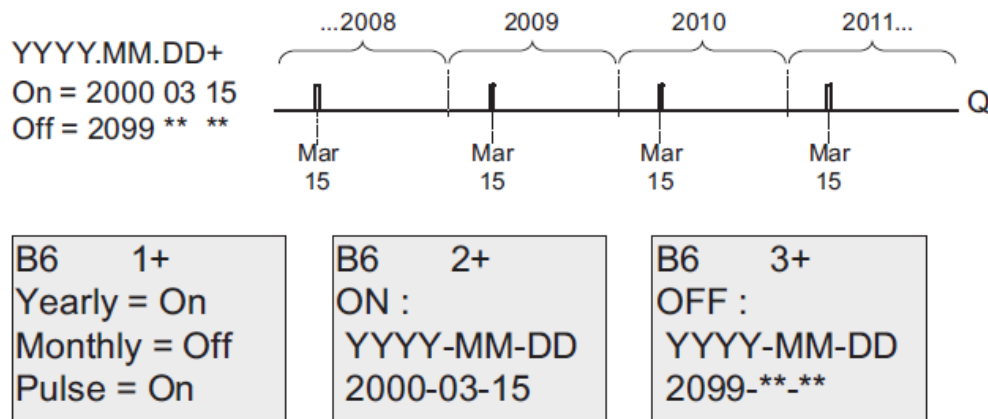 YYYY.MM.DD+
On = 2000 03 15
Off = 2099 ** **
...2008 2009 2010 2011...
Q
Mar Mar Mar Mar
15 15 15 15
B6 1+
Yearly = On
Monthly = Off
Pulse = On
B6 2+
ON :
YYYY-MM-DD
2000-03-15
B6 3+
OFF :
YYYY-MM-DD
2099-**-**